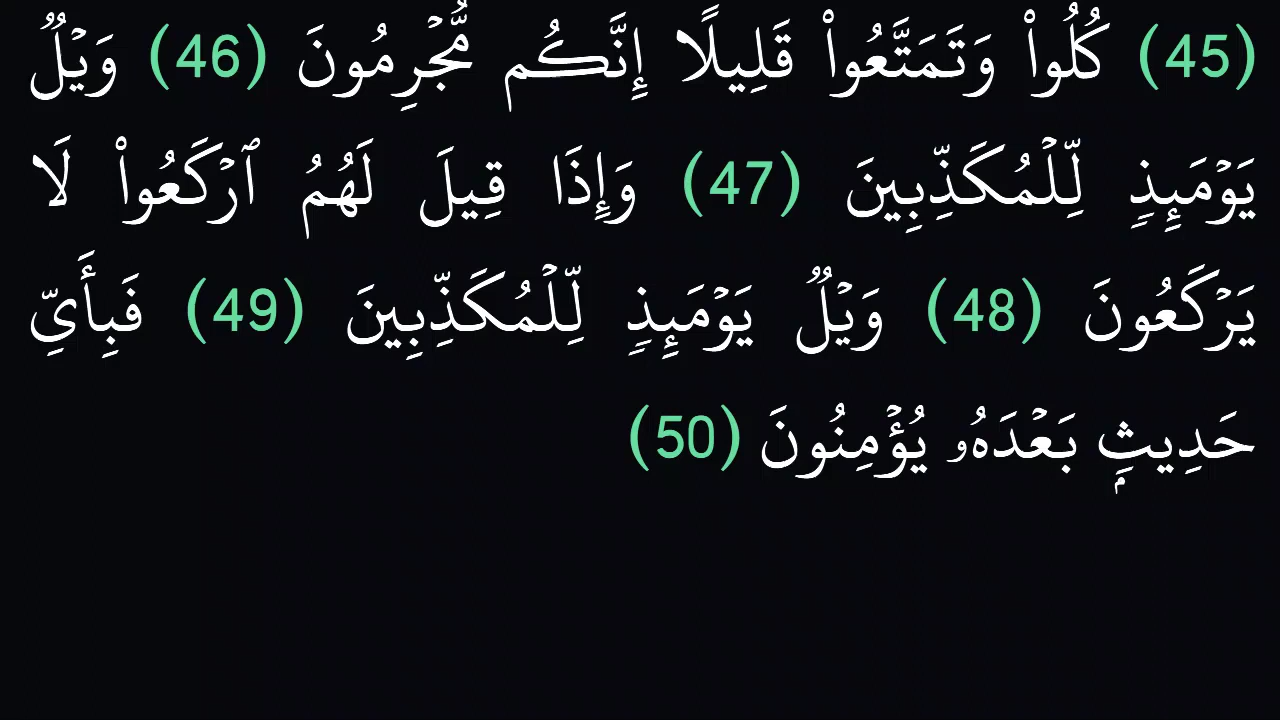 (45) كُلُوا۟ وَتَمَتَّعُوا۟ قَلِيلًا إِنَّكُم مُّجۡرِمُونَ (46) وَيۡلٌ
يَوۡمَئِذٍ لِّلۡمُكَذِّبِينَ (47) وَإِذَا قِيلَ لَهُمُ ٱرۡكَعُوا۟ لَا
يَرۡكَعُونَ (48) وَيۡلٌ يَوۡمَئِذٍ لِّلۡمُكَذِّبِينَ (49) فَبِأَيِّ
حَدِيثِۭ بَعۡدَهُۥ يُؤۡمِنُونَ (50)